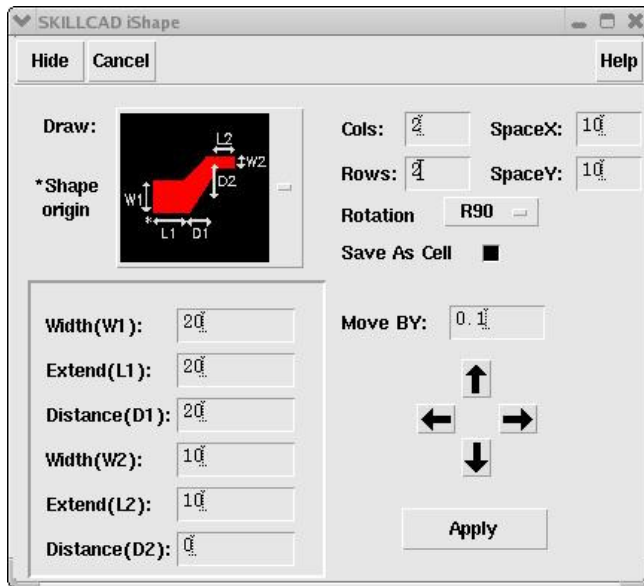 SKILLCAD iShape
Hide Cancel Help
Draw:
*Shape
origin
L2
W2
D2
W1
*
L1 D1
Cols: 2 SpaceX: 10
Rows: 2 SpaceY: 10
Rotation R90
Save As Cell
Width(W1): 20
Extend(L1): 20
Distance(D1): 20
Width(W2): 10
Extend(L2): 10
Distance(D2): 0
Move BY: 0.1
Apply